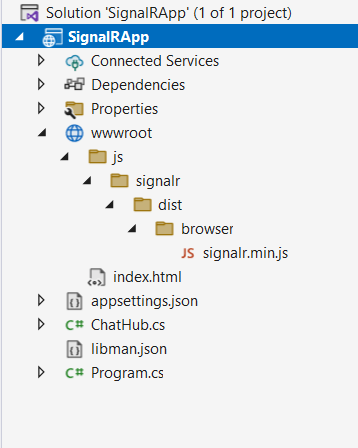 Solution 'SignalRApp' (1 of 1 project)
SignalRApp
Connected Services
Dependencies
Properties
wwwroot
js
signalr
dist
browser
JS signalr.min.js
index.html
appsettings.json
C# ChatHub.cs
libman.json
C# Program.cs